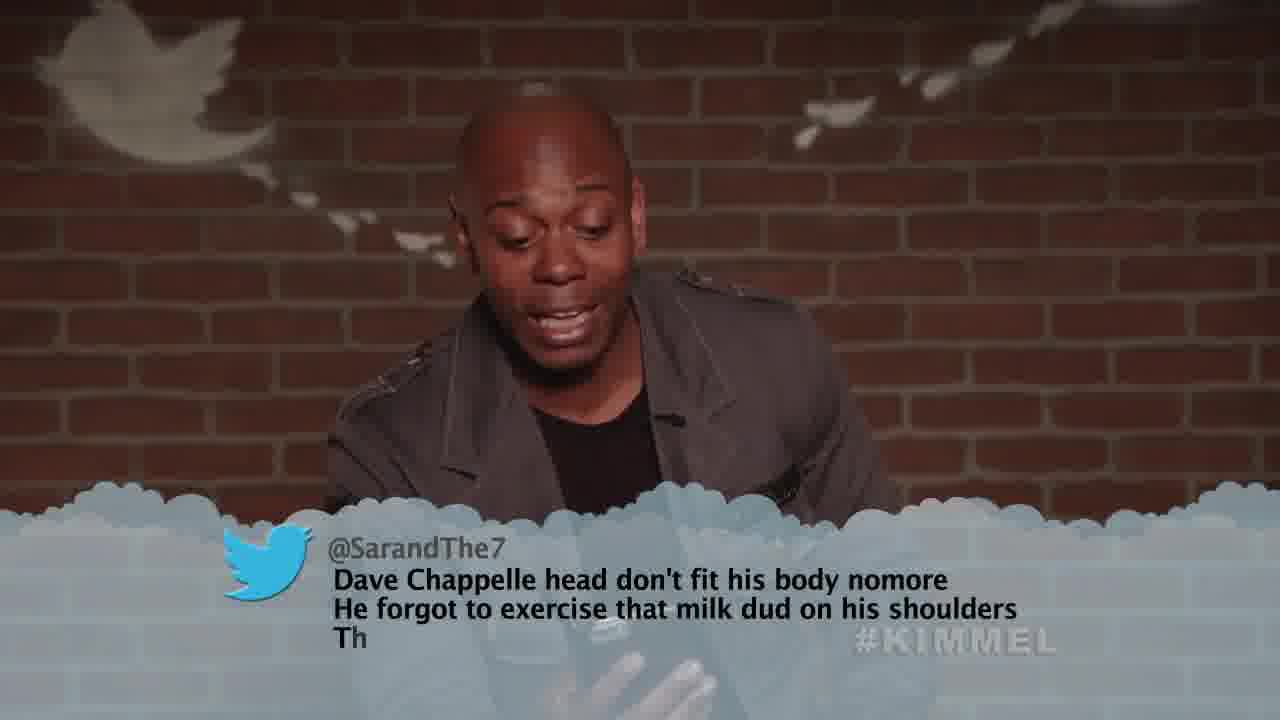 @SarandThe7
Dave Chappelle head don't fit his body nomore
He forgot to exercise that milk dud on his shoulders
Th
#KIMMEL